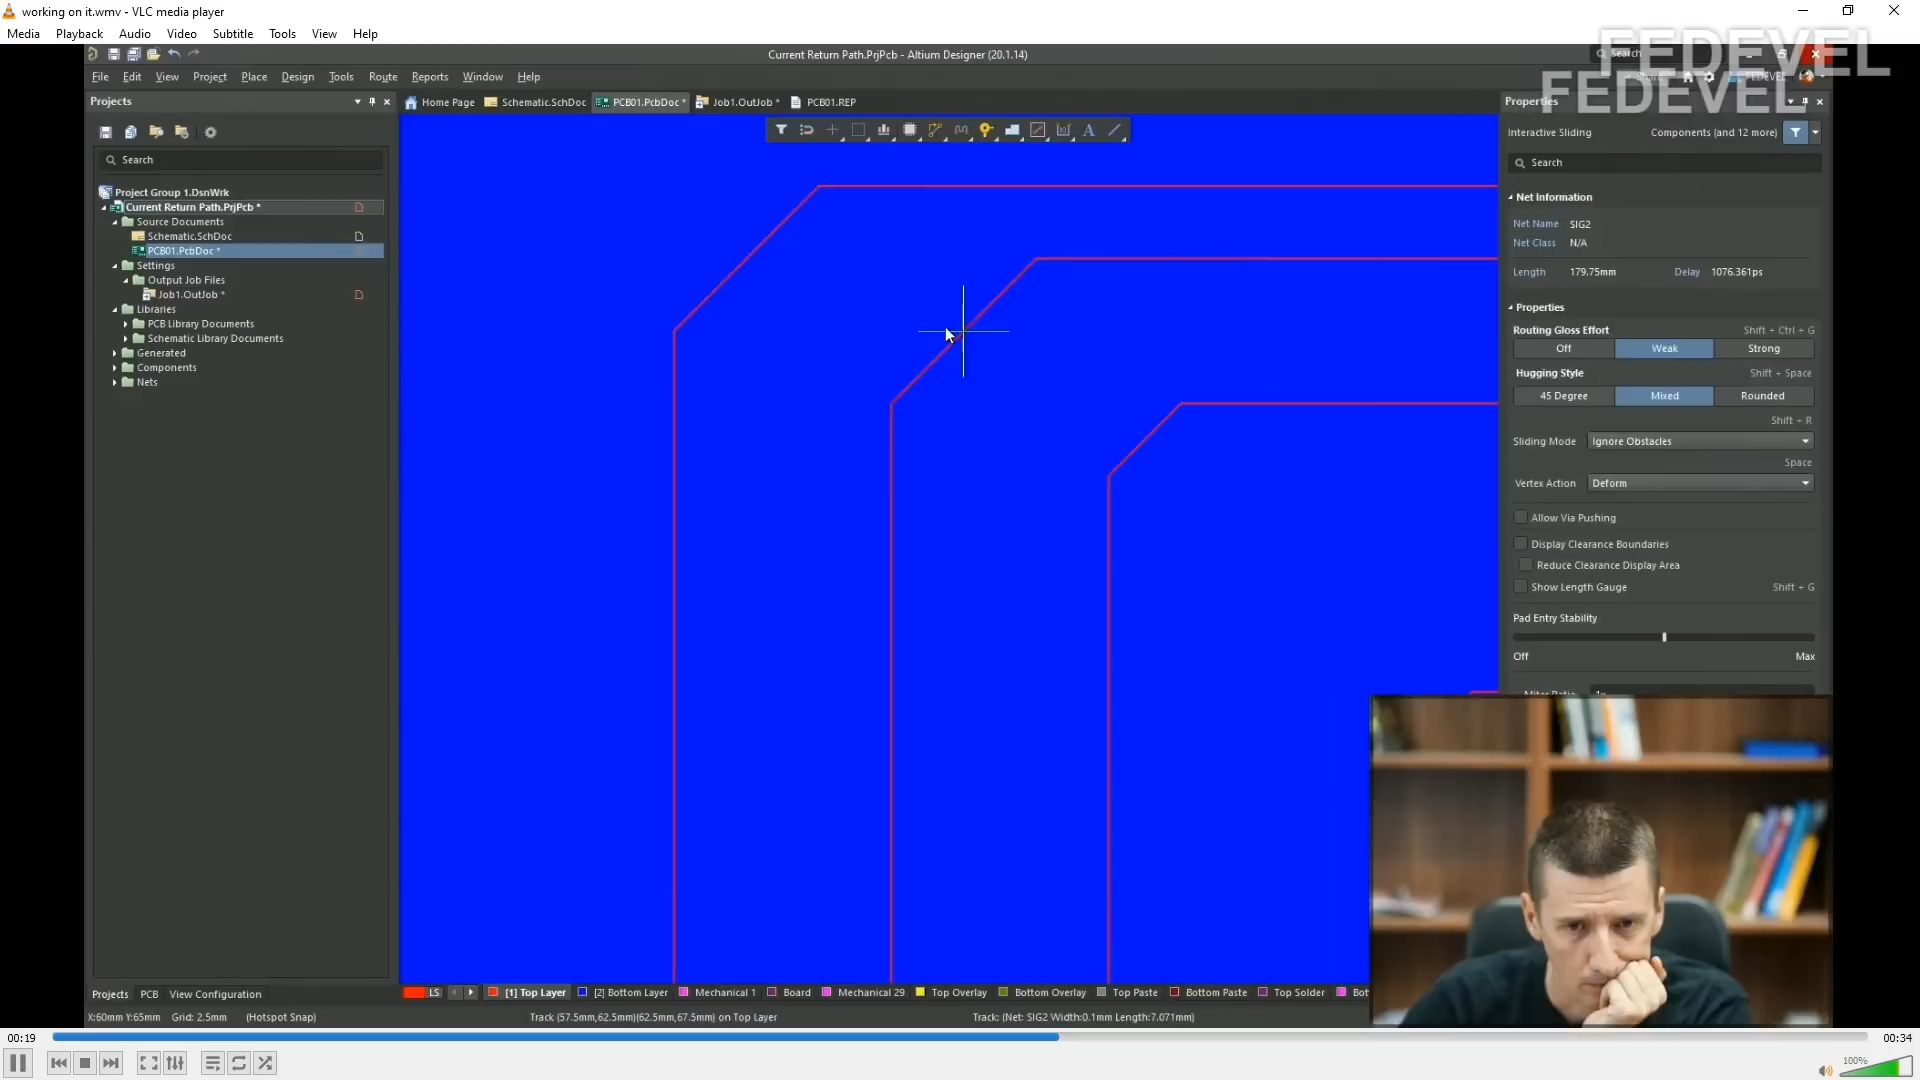 working on it.wmv - VLC media player
Media Playback Audio Video Subtitle Tools View Help
FEDEVEL
FEDEVEL
Current Return Path.PrjPcb - Altium Designer (20.1.14)
Search
File Edit View Project Place Design Tools Route Reports Window Help
Share
FEDEVEL
Projects
Home Page Schematic.SchDoc PCB01.PcbDoc * Job1.OutJob * PCB01.REP
Properties
Interactive Sliding Components (and 12 more)
Search
Search
Project Group 1.DsnWrk
Current Return Path.PrjPcb *
Source Documents
Schematic.SchDoc
PCB01.PcbDoc *
Settings
Output Job Files
Job1.OutJob *
Libraries
PCB Library Documents
Schematic Library Documents
Generated
Components
Nets
Net Information
Net Name SIG2
Net Class N/A
Length 179.75mm Delay 1076.361ps
Properties
Routing Gloss Effort Shift + Ctrl + G
Off Weak Strong
Hugging Style Shift + Space
45 Degree Mixed Rounded
Shift + R
Sliding Mode Ignore Obstacles
Space
Vertex Action Deform
Allow Via Pushing
Display Clearance Boundaries
Reduce Clearance Display Area
Show Length Gauge Shift + G
Pad Entry Stability
Off Max
Projects PCB View Configuration
LS [1] Top Layer [2] Bottom Layer Mechanical 1 Board Mechanical 29 Top Overlay Bottom Overlay Top Paste Bottom Paste Top Solder Bot
X:60mm Y:65mm Grid: 2.5mm (Hotspot Snap) Track (57.5mm,62.5mm)(62.5mm,67.5mm) on Top Layer Track: (Net: SIG2 Width:0.1mm Length:7.071mm)
00:19 00:34
100%